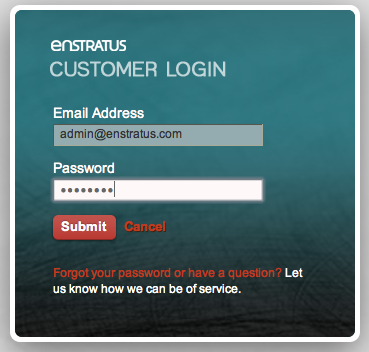 enSTRATUS
CUSTOMER LOGIN
Email Address
admin@enstratus.com
Password
••••••••
Submit Cancel
Forgot your password or have a question? Let
us know how we can be of service.